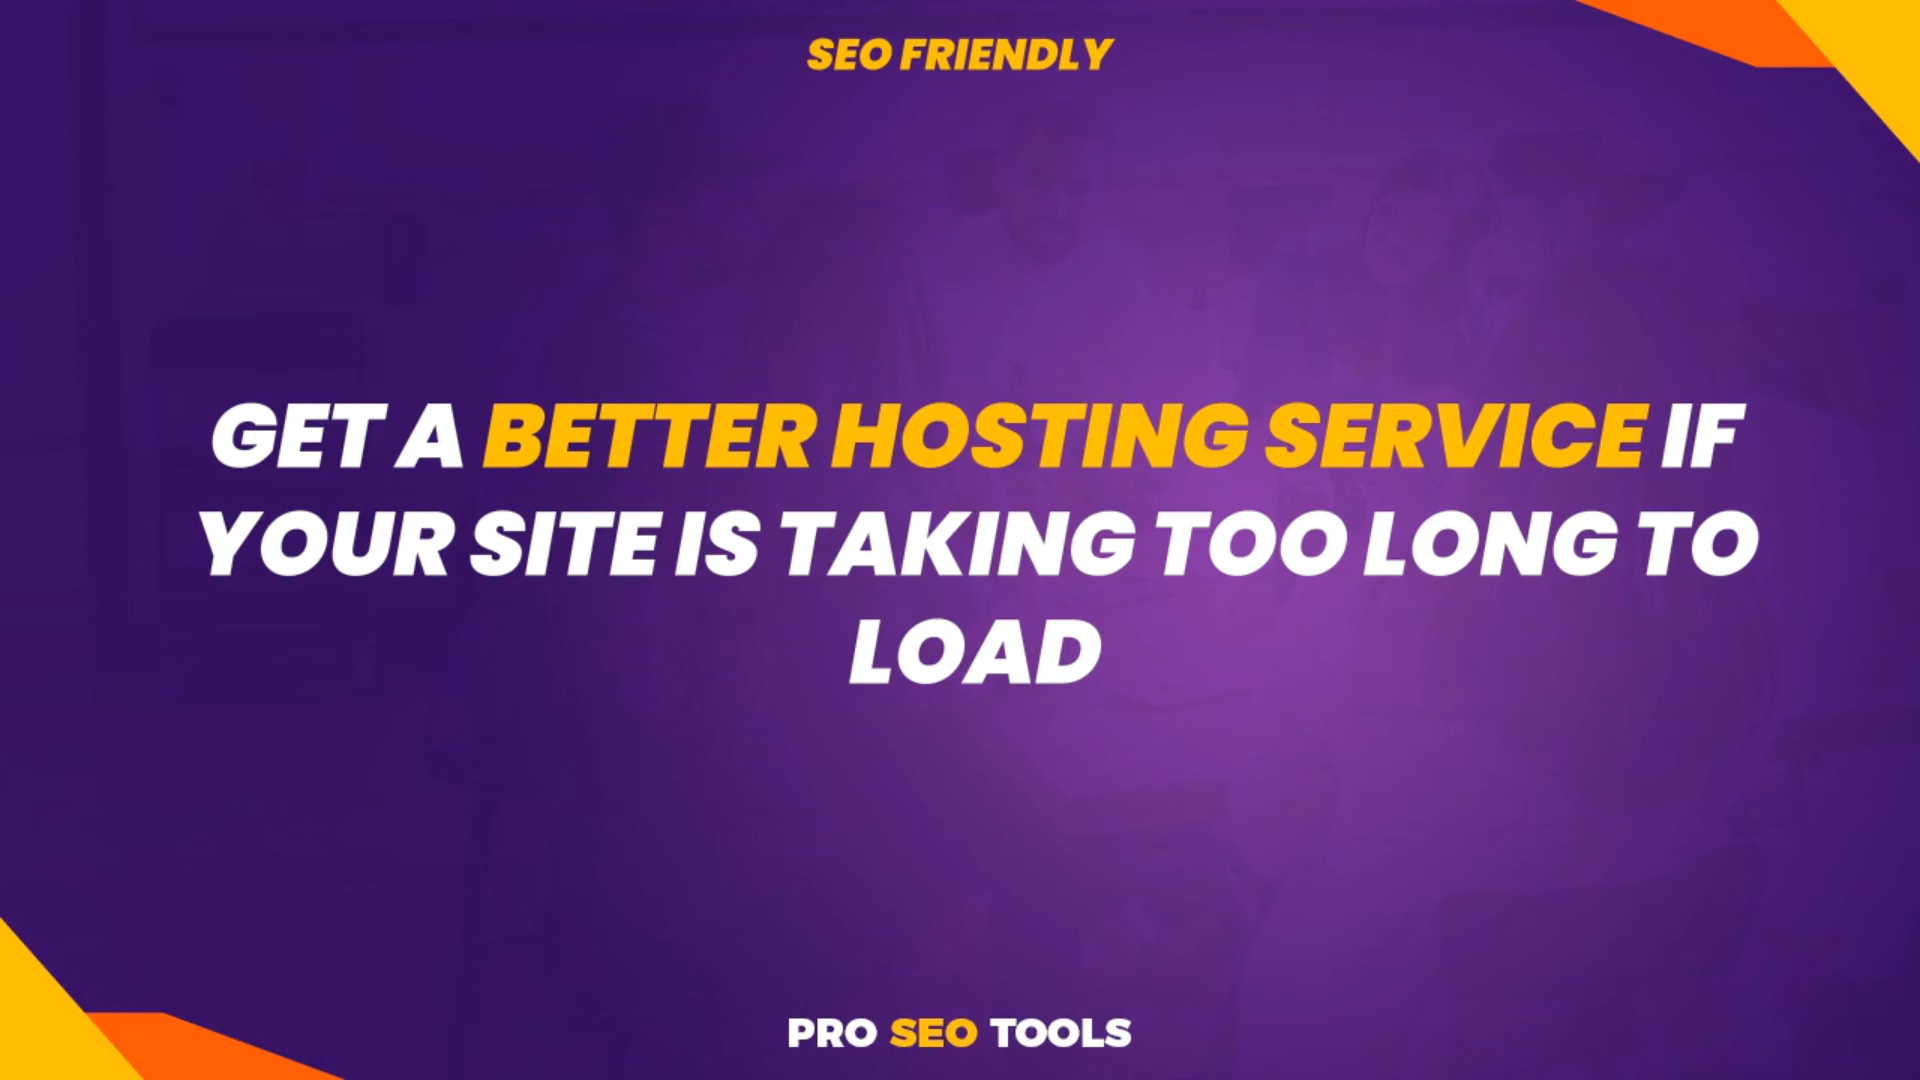 SEO FRIENDLY
GET A BETTER HOSTING SERVICE IF
YOUR SITE IS TAKING TOO LONG TO
LOAD
PRO SEO TOOLS